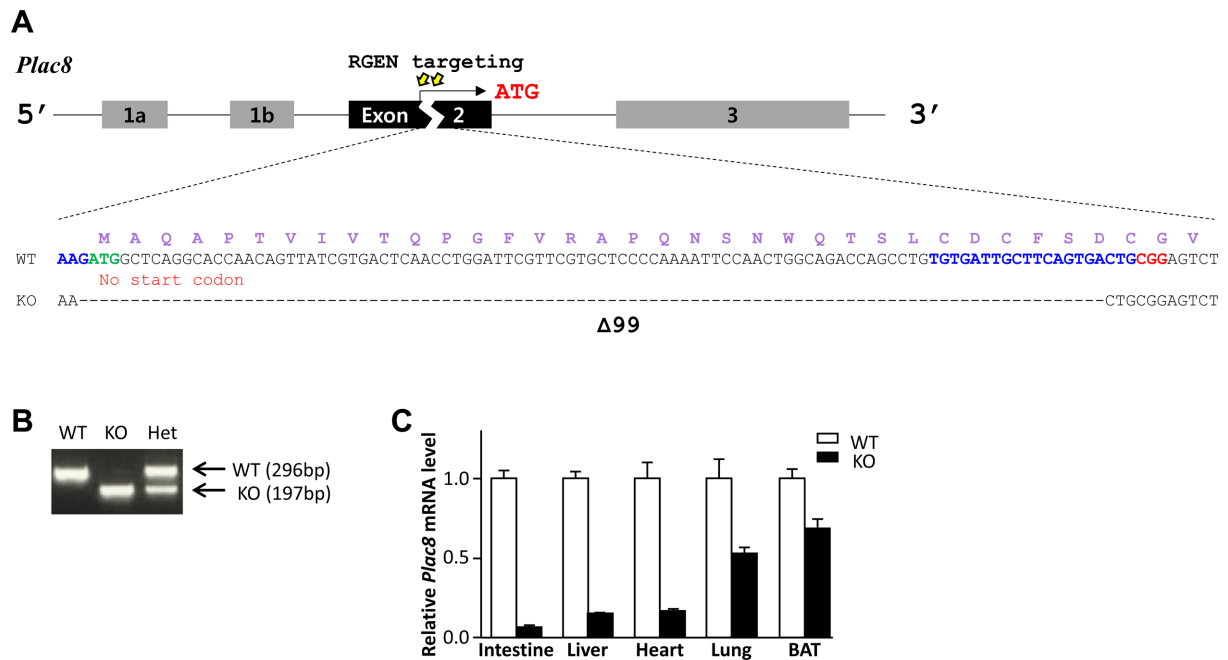 A
Plac8
RGEN targeting
ATG
5′ 1a 1b Exon 2 3 3′
M A Q A P T V I V T Q P G F V R A P Q N S N W Q T S L C D C F S D C G V
WT AAGATGGCTCAGGCACCAACAGTTATCGTGACTCAACCTGGATTCGTTCGTGCTCCCCAAAATTCCAACTGGCAGACCAGCCTGTGTGATTGCTTCAGTGACTGCGGAGTCT
No start codon
KO AA---------------------------------------------------------------------------------------------------CTGCGGAGTCT
Δ99
B
WT KO Het
WT (296bp)
KO (197bp)
C
WT
KO
Relative Plac8 mRNA level
1.0
0.5
0.0
Intestine Liver Heart Lung BAT